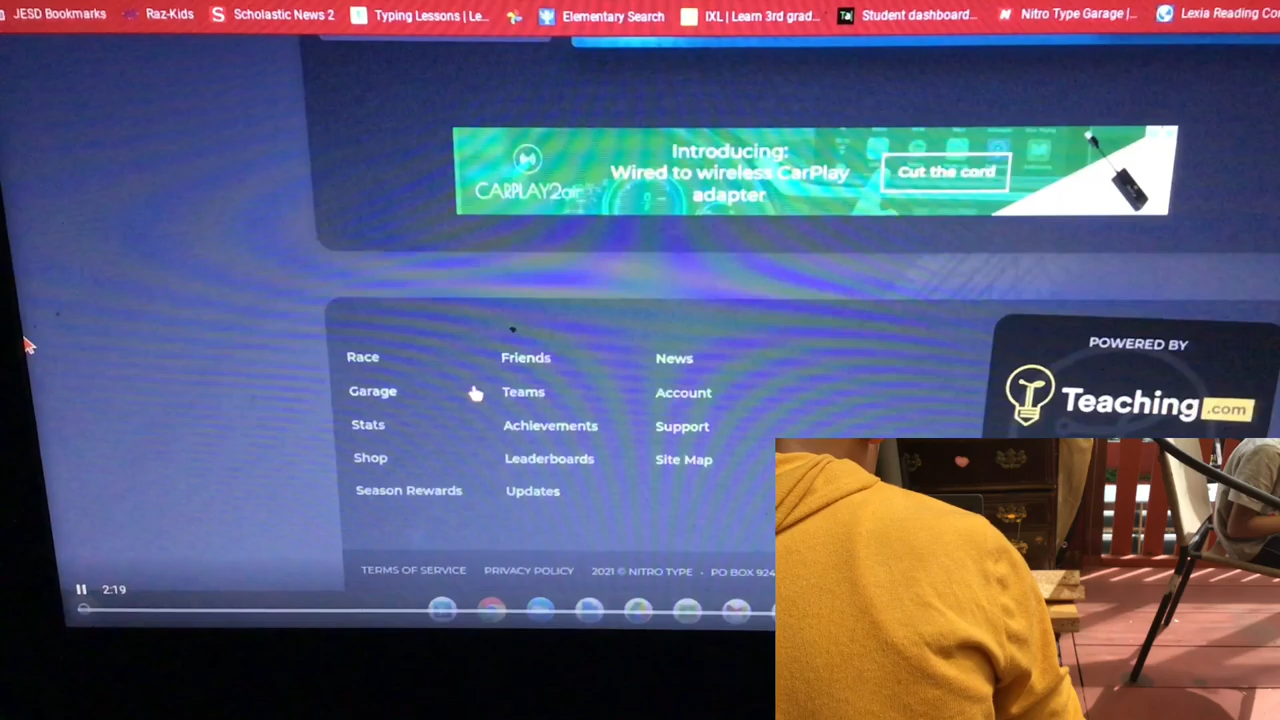 JESD Bookmarks
Raz-Kids
Scholastic News 2
Typing Lessons | Le...
Elementary Search
IXL | Learn 3rd grad...
Student dashboard...
Nitro Type Garage |...
Lexia Reading Co
CARPLAY2air
Introducing:
Wired to wireless CarPlay
adapter
Cut the cord
Race
Friends
News
Garage
Teams
Account
Stats
Achievements
Support
Shop
Leaderboards
Site Map
Season Rewards
Updates
POWERED BY
Teaching.com
TERMS OF SERVICE
PRIVACY POLICY
2021 © NITRO TYPE • PO BOX 924
2:19